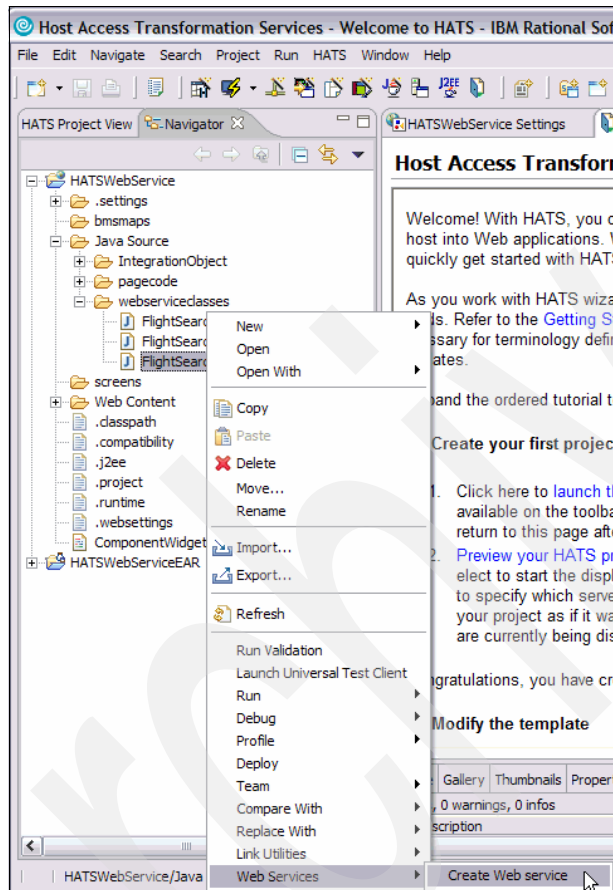 Host Access Transformation Services - Welcome to HATS - IBM Rational Sof
File Edit Navigate Search Project Run HATS Window Help
HATS Project View Navigator
HATSWebService Settings
HATSWebService
.settings
bmsmaps
Java Source
IntegrationObject
pagecode
webserviceclasses
FlightSearc
FlightSearc
FlightSearc
screens
Web Content
.classpath
.compatibility
.j2ee
.project
.runtime
.websettings
ComponentWidget
HATSWebServiceEAR
New
Open
Open With
Copy
Paste
Delete
Move...
Rename
Import...
Export...
Refresh
Run Validation
Launch Universal Test Client
Run
Debug
Profile
Deploy
Team
Compare With
Replace With
Link Utilities
Web Services
Create Web service
Host Access Transfor
Welcome! With HATS, you c
host into Web applications. W
quickly get started with HATS
As you work with HATS wiza
ds. Refer to the Getting S
ssary for terminology defi
ates.
and the ordered tutorial t
Create your first projec
1. Click here to launch th
available on the toolba
return to this page afte
2. Preview your HATS pr
elect to start the displ
to specify which serve
your project as if it wa
are currently being dis
ngratulations, you have cr
Modify the template
Gallery Thumbnails Proper
, 0 warnings, 0 infos
scription
HATSWebService/Java